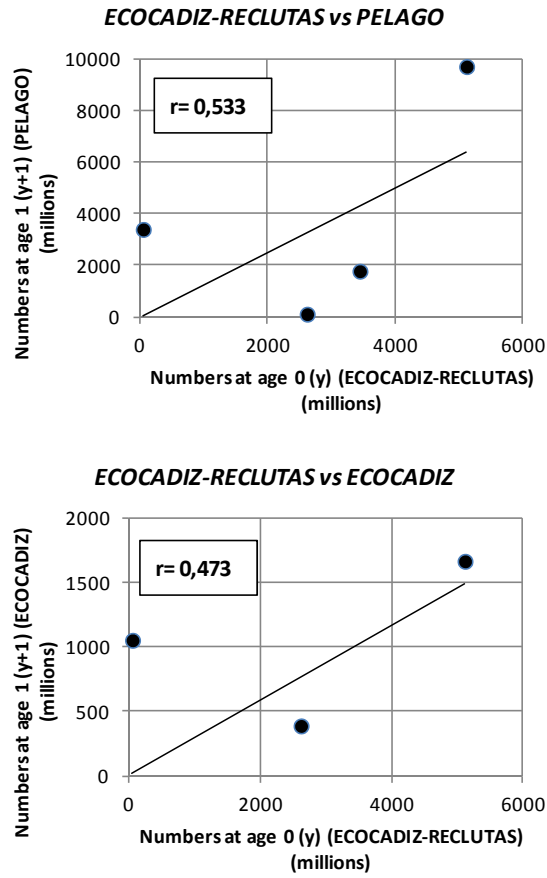 ECOCADIZ-RECLUTAS vs PELAGO
Numbers at age 1 (y+1) (PELAGO)
(millions)
10000
8000
6000
4000
2000
0
r= 0,533
0 2000 4000 6000
Numbers at age 0 (y) (ECOCADIZ-RECLUTAS)
(millions)
ECOCADIZ-RECLUTAS vs ECOCADIZ
Numbers at age 1 (y+1) (ECOCADIZ)
(millions)
2000
1500
1000
500
0
r= 0,473
0 2000 4000 6000
Numbers at age 0 (y) (ECOCADIZ-RECLUTAS)
(millions)